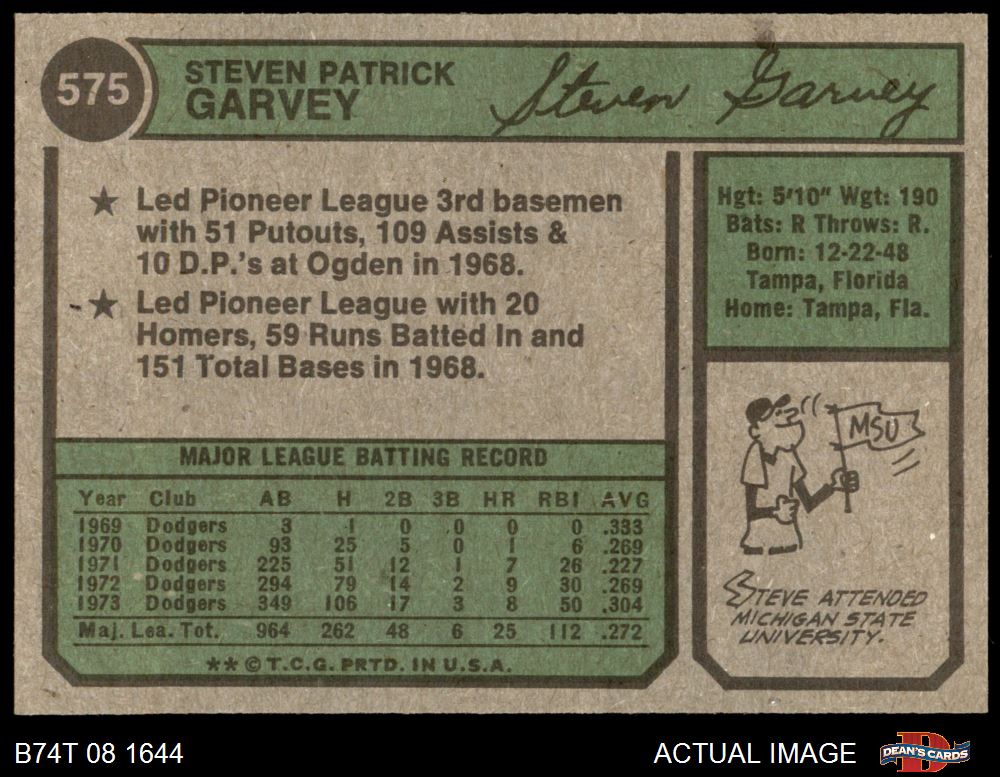 575
STEVEN PATRICK
GARVEY
Steven Garvey
★ Led Pioneer League 3rd basemen
with 51 Putouts, 109 Assists &
10 D.P.'s at Ogden in 1968.
★ Led Pioneer League with 20
Homers, 59 Runs Batted In and
151 Total Bases in 1968.
Hgt: 5'10" Wgt: 190
Bats: R Throws: R.
Born: 12-22-48
Tampa, Florida
Home: Tampa, Fla.
MAJOR LEAGUE BATTING RECORD
Year Club AB H 2B 3B HR RBI AVG
1969 Dodgers 3 1 0 0 0 0 .333
1970 Dodgers 93 25 5 0 1 6 .269
1971 Dodgers 225 51 12 1 7 26 .227
1972 Dodgers 294 79 14 2 9 30 .269
1973 Dodgers 349 106 17 3 8 50 .304
Maj. Lea. Tot. 964 262 48 6 25 112 .272
** © T.C.G. PRTD. IN U.S.A.
MSU
STEVE ATTENDED
MICHIGAN STATE
UNIVERSITY.
B74T 08 1644
ACTUAL IMAGE
D
DEAN'S CARDS